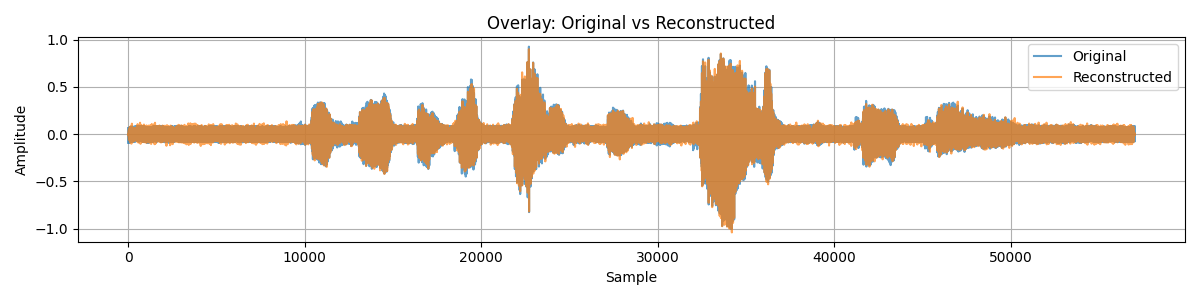 Overlay: Original vs Reconstructed
1.0
0.5
0.0
−0.5
−1.0
Amplitude
Original
Reconstructed
0
10000
20000
30000
40000
50000
Sample